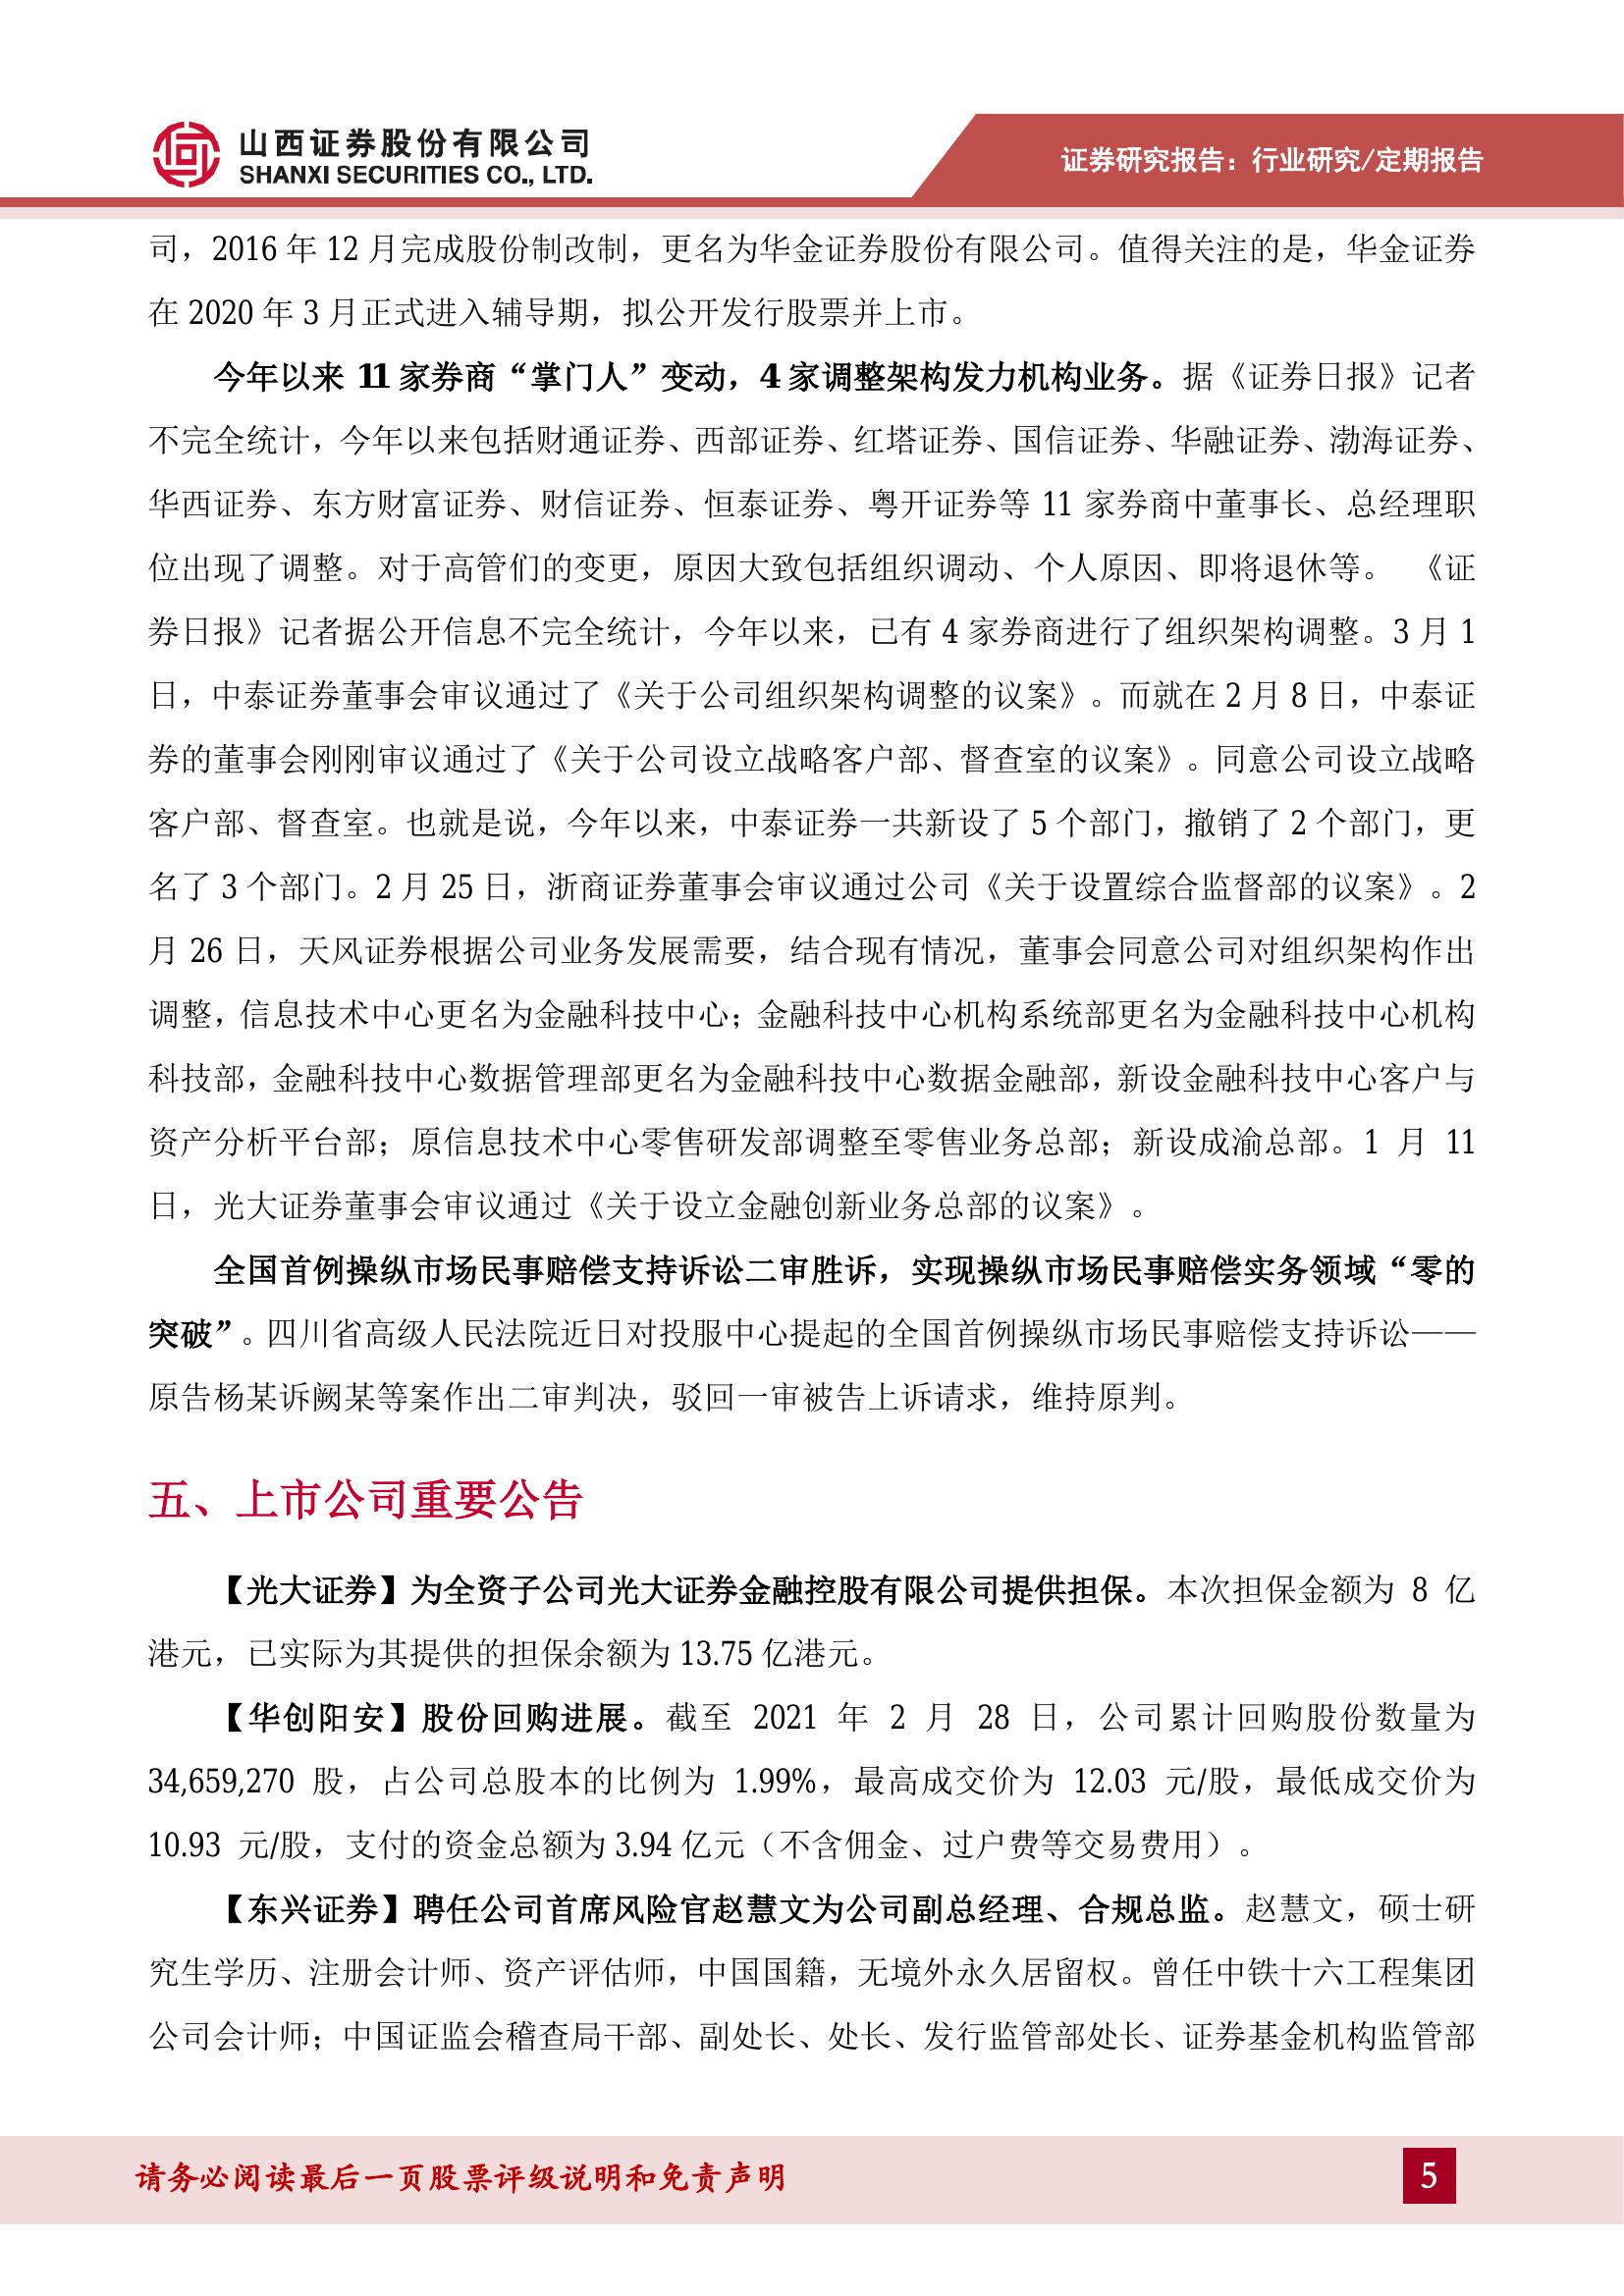 山西证券股份有限公司
SHANXI SECURITIES CO., LTD.
证券研究报告：行业研究/定期报告
司，2016 年 12 月完成股份制改制，更名为华金证券股份有限公司。值得关注的是，华金证券
在 2020 年 3 月正式进入辅导期，拟公开发行股票并上市。
今年以来 11 家券商“掌门人”变动，4 家调整架构发力机构业务。据《证券日报》记者
不完全统计，今年以来包括财通证券、西部证券、红塔证券、国信证券、华融证券、渤海证券、
华西证券、东方财富证券、财信证券、恒泰证券、粤开证券等 11 家券商中董事长、总经理职
位出现了调整。对于高管们的变更，原因大致包括组织调动、个人原因、即将退休等。 《证
券日报》记者据公开信息不完全统计，今年以来，已有 4 家券商进行了组织架构调整。3 月 1
日，中泰证券董事会审议通过了《关于公司组织架构调整的议案》。而就在 2 月 8 日，中泰证
券的董事会刚刚审议通过了《关于公司设立战略客户部、督查室的议案》。同意公司设立战略
客户部、督查室。也就是说，今年以来，中泰证券一共新设了 5 个部门，撤销了 2 个部门，更
名了 3 个部门。2 月 25 日，浙商证券董事会审议通过公司《关于设置综合监督部的议案》。2
月 26 日，天风证券根据公司业务发展需要，结合现有情况，董事会同意公司对组织架构作出
调整，信息技术中心更名为金融科技中心；金融科技中心机构系统部更名为金融科技中心机构
科技部，金融科技中心数据管理部更名为金融科技中心数据金融部，新设金融科技中心客户与
资产分析平台部；原信息技术中心零售研发部调整至零售业务总部；新设成渝总部。1 月 11
日，光大证券董事会审议通过《关于设立金融创新业务总部的议案》。
全国首例操纵市场民事赔偿支持诉讼二审胜诉，实现操纵市场民事赔偿实务领域“零的
突破”。四川省高级人民法院近日对投服中心提起的全国首例操纵市场民事赔偿支持诉讼——
原告杨某诉阙某等案作出二审判决，驳回一审被告上诉请求，维持原判。
五、上市公司重要公告
【光大证券】为全资子公司光大证券金融控股有限公司提供担保。本次担保金额为 8 亿
港元，已实际为其提供的担保余额为 13.75 亿港元。
【华创阳安】股份回购进展。截至 2021 年 2 月 28 日，公司累计回购股份数量为
34,659,270 股，占公司总股本的比例为 1.99%，最高成交价为 12.03 元/股，最低成交价为
10.93 元/股，支付的资金总额为 3.94 亿元（不含佣金、过户费等交易费用）。
【东兴证券】聘任公司首席风险官赵慧文为公司副总经理、合规总监。赵慧文，硕士研
究生学历、注册会计师、资产评估师，中国国籍，无境外永久居留权。曾任中铁十六工程集团
公司会计师；中国证监会稽查局干部、副处长、处长、发行监管部处长、证券基金机构监管部
请务必阅读最后一页股票评级说明和免责声明
5